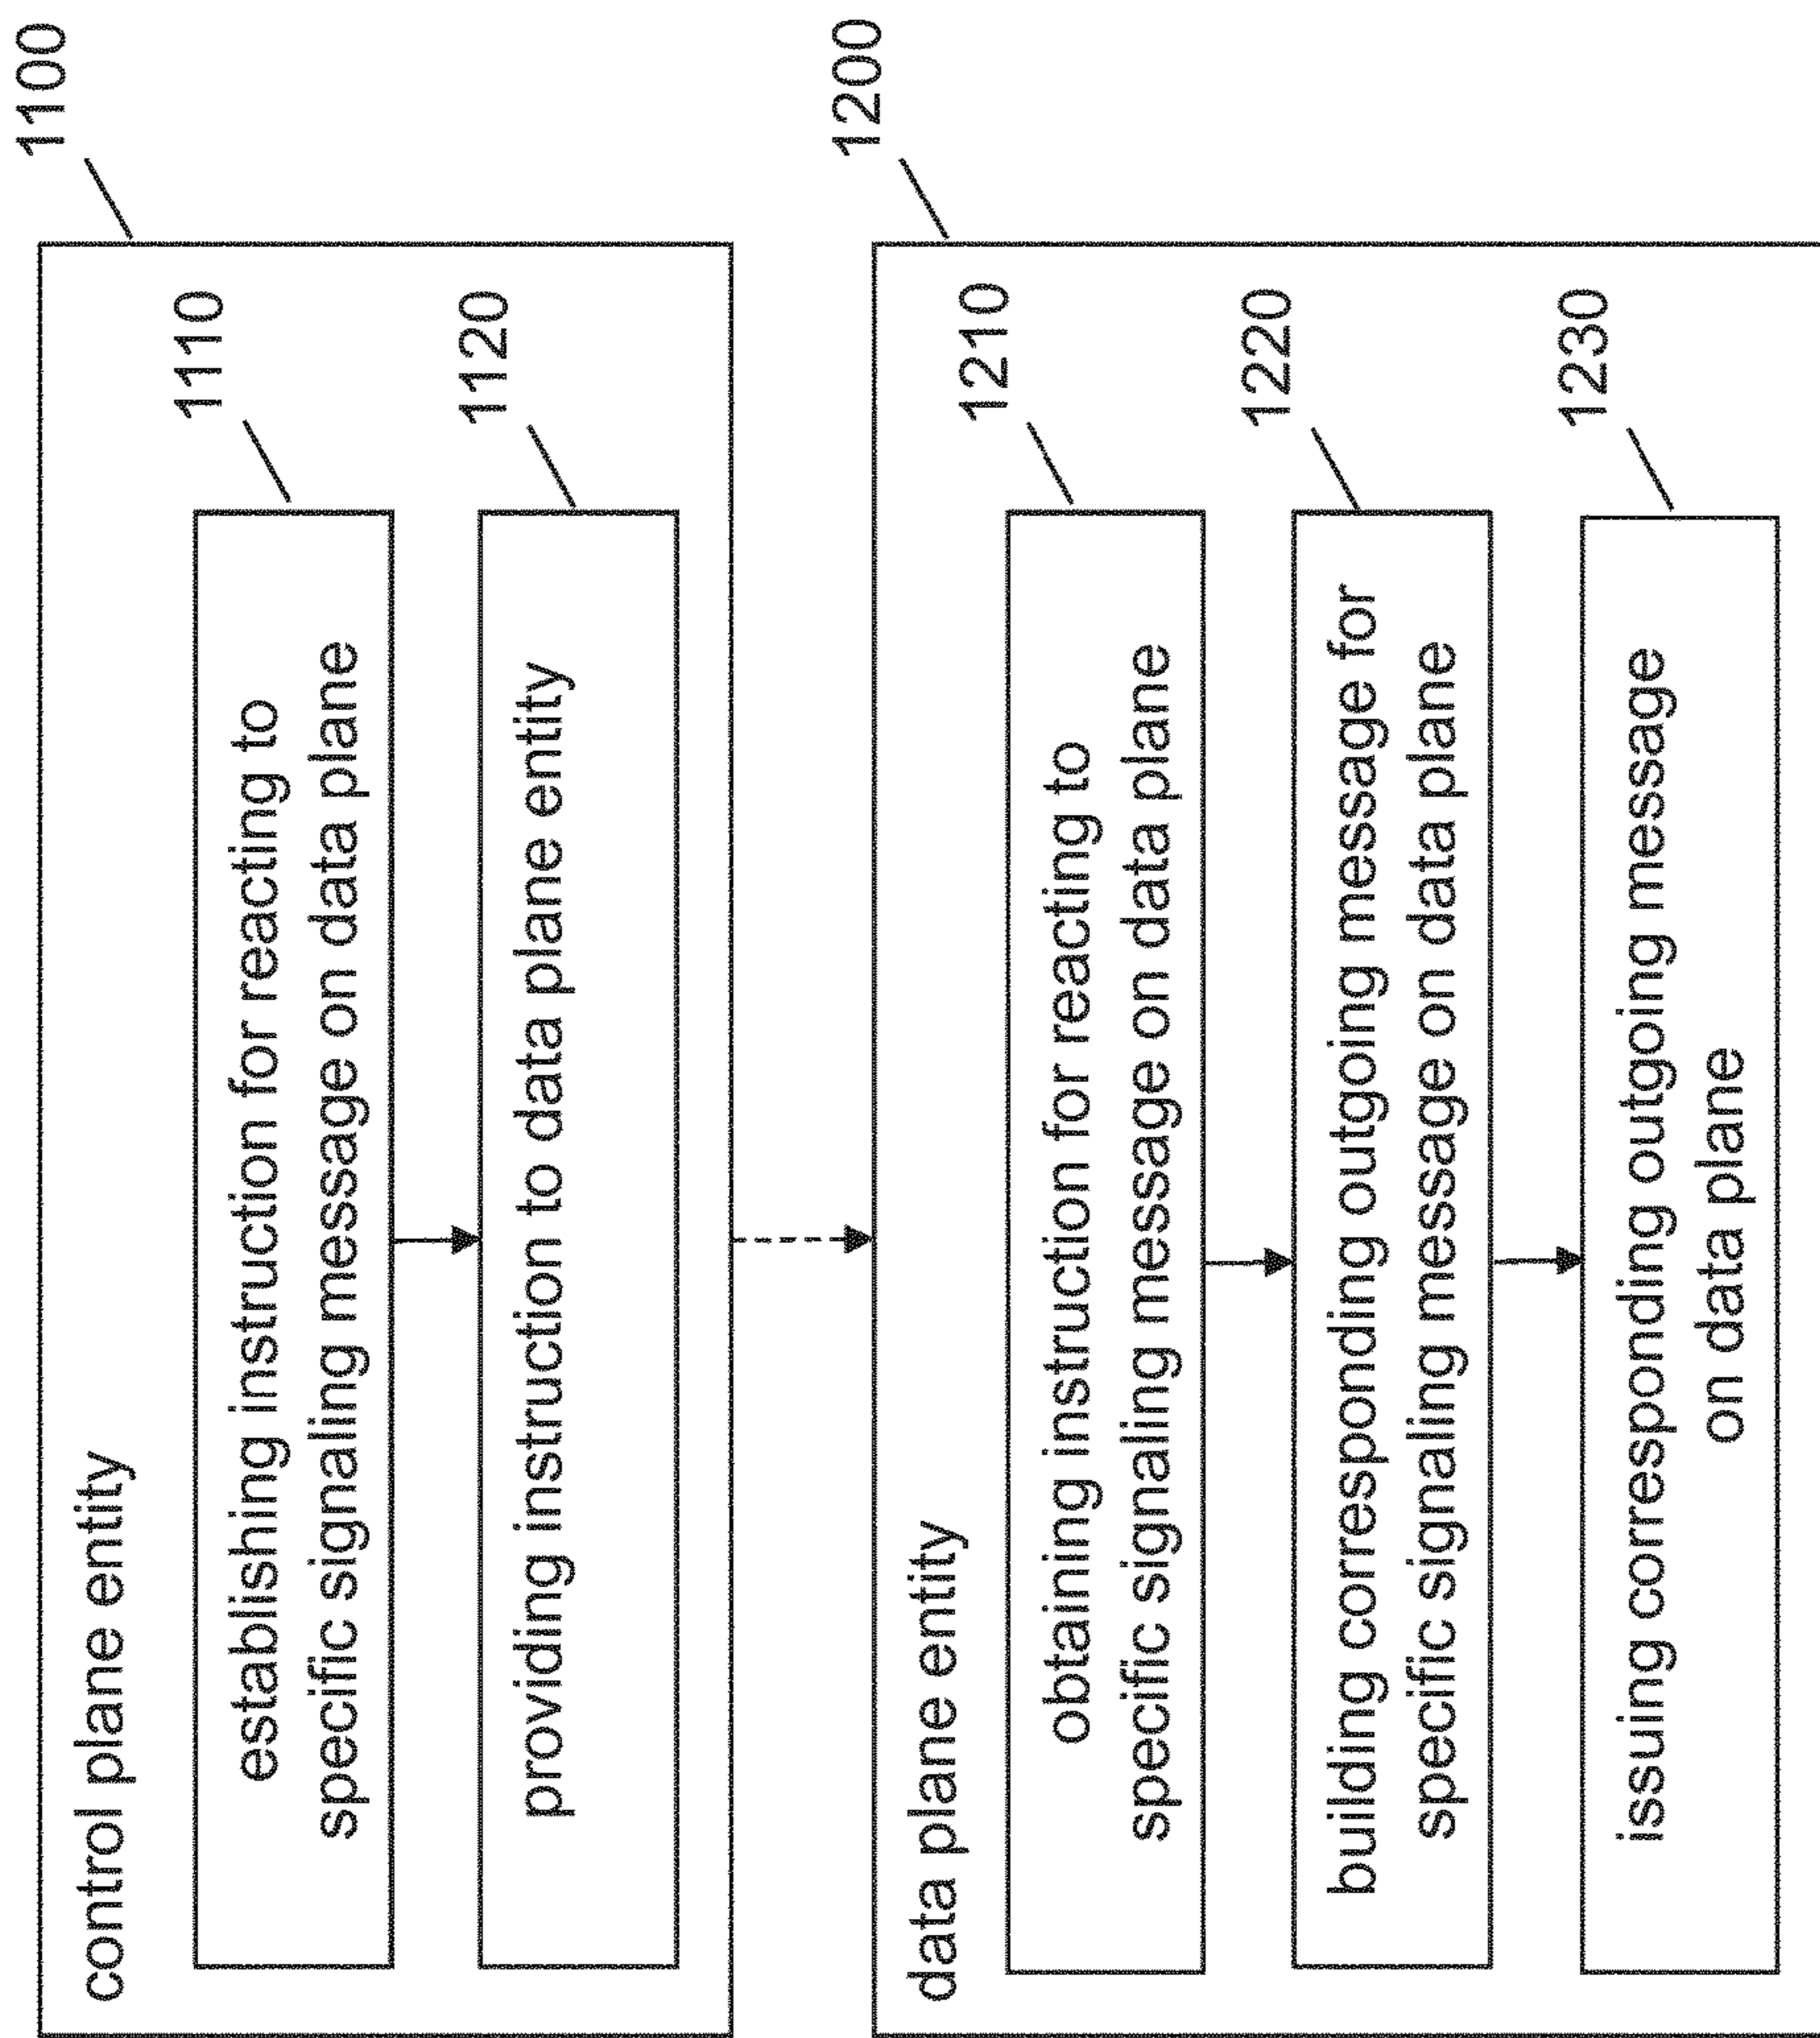 control plane entity
1100
establishing instruction for reacting to
specific signaling message on data plane
1110
providing instruction to data plane entity
1120
data plane entity
1200
obtaining instruction for reacting to
specific signaling message on data plane
1210
building corresponding outgoing message for
specific signaling message on data plane
1220
issuing corresponding outgoing message
on data plane
1230